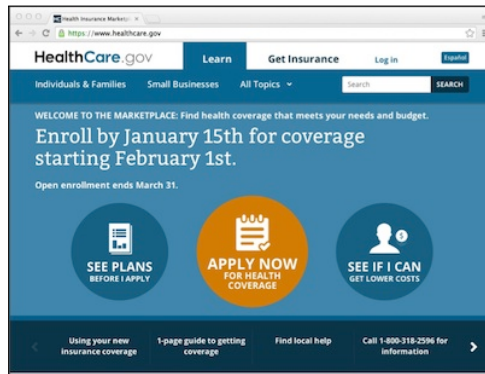 Health Insurance Marketpl
https://www.healthcare.gov
HealthCare.gov
Learn
Get Insurance
Log in
Español
Individuals & Families
Small Businesses
All Topics
Search
SEARCH
WELCOME TO THE MARKETPLACE: Find health coverage that meets your needs and budget.
Enroll by January 15th for coverage
starting February 1st.
Open enrollment ends March 31.
SEE PLANS
BEFORE I APPLY
APPLY NOW
FOR HEALTH
COVERAGE
SEE IF I CAN
GET LOWER COSTS
Using your new
insurance coverage
1-page guide to getting
coverage
Find local help
Call 1-800-318-2596 for
information